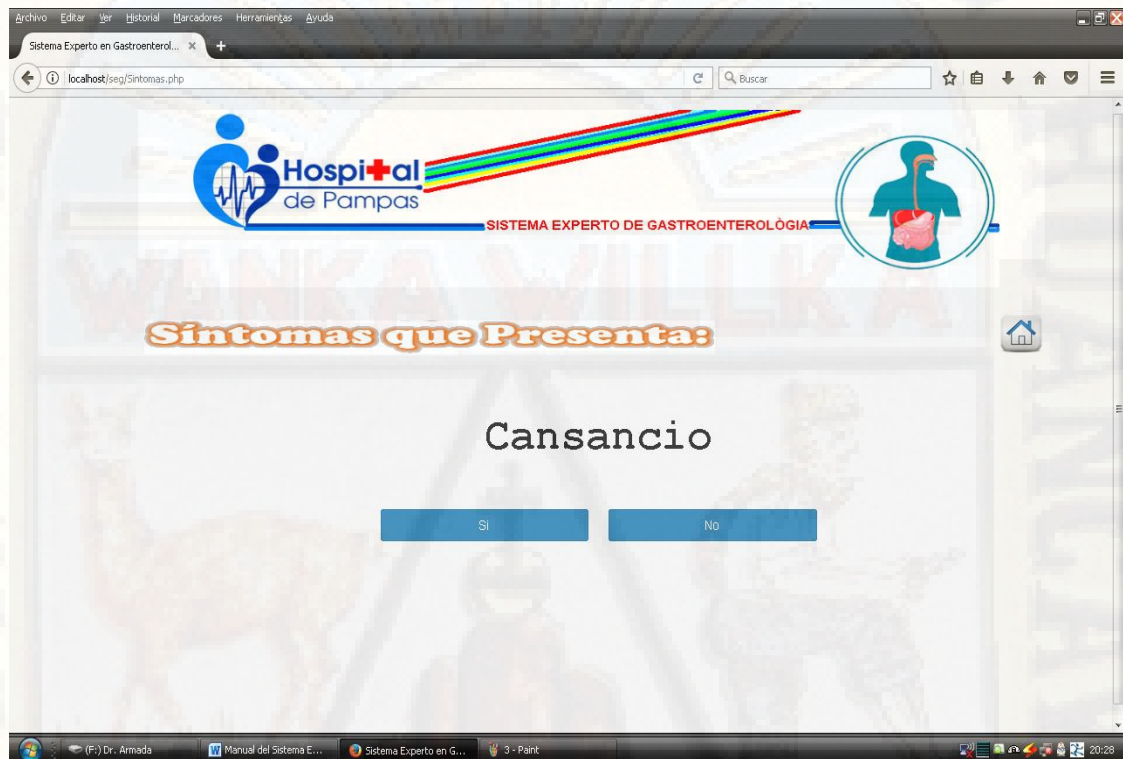 Archivo Editar Ver Historial Marcadores Herramientas Ayuda
Sistema Experto en Gastroenterol...
localhost/seg/Sintomas.php
Buscar
Hospital
de Pampas
SISTEMA EXPERTO DE GASTROENTEROLÒGIA
WANKA WILLKA
Síntomas que Presenta:
Cansancio
Si No
(F:) Dr. Armada Manual del Sistema E... Sistema Experto en G... 3 - Paint 20:28